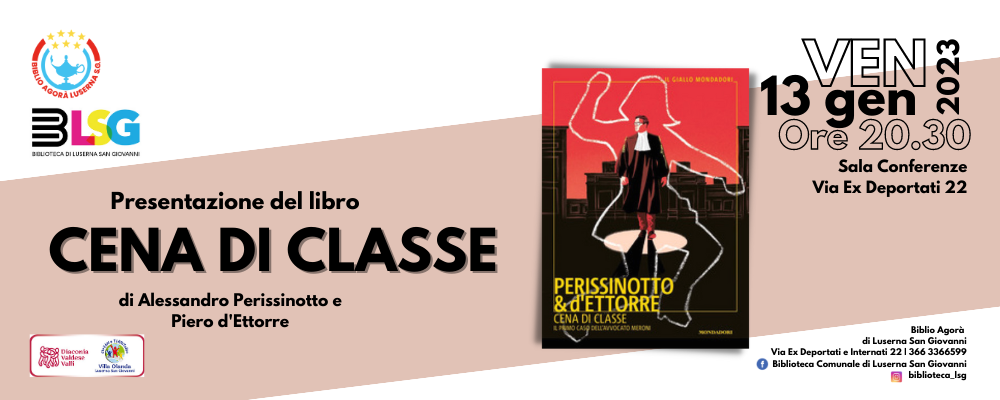 BIBLIO AGORÀ LUSERNA S.G.
BLSG
BIBLIOTECA DI LUSERNA SAN GIOVANNI
Presentazione del libro
CENA DI CLASSE
di Alessandro Perissinotto e
Piero d'Ettorre
Diaconia
Valdese
Valli
Villa Olanda
Luserna San Giovanni
IL GIALLO MONDADORI
PERISSINOTTO
& d'ETTORRE
CENA DI CLASSE
IL PRIMO CASO DELL'AVVOCATO MERONI
MONDADORI
VEN
13 gen
2023
Ore 20.30
Sala Conferenze
Via Ex Deportati 22
Biblio Agorà
di Luserna San Giovanni
Via Ex Deportati e Internati 22 | 366 3366599
Biblioteca Comunale di Luserna San Giovanni
biblioteca_lsg